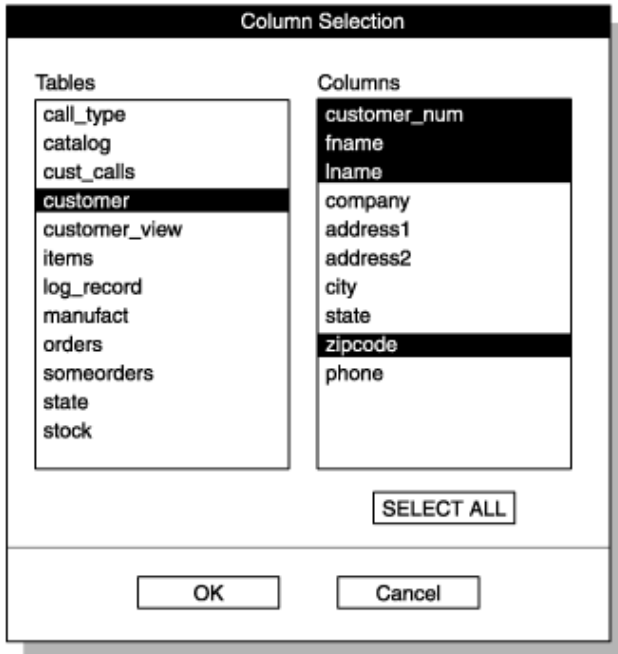 Column Selection
Tables
call_type
catalog
cust_calls
customer
customer_view
items
log_record
manufact
orders
someorders
state
stock
Columns
customer_num
fname
lname
company
address1
address2
city
state
zipcode
phone
SELECT ALL
OK
Cancel